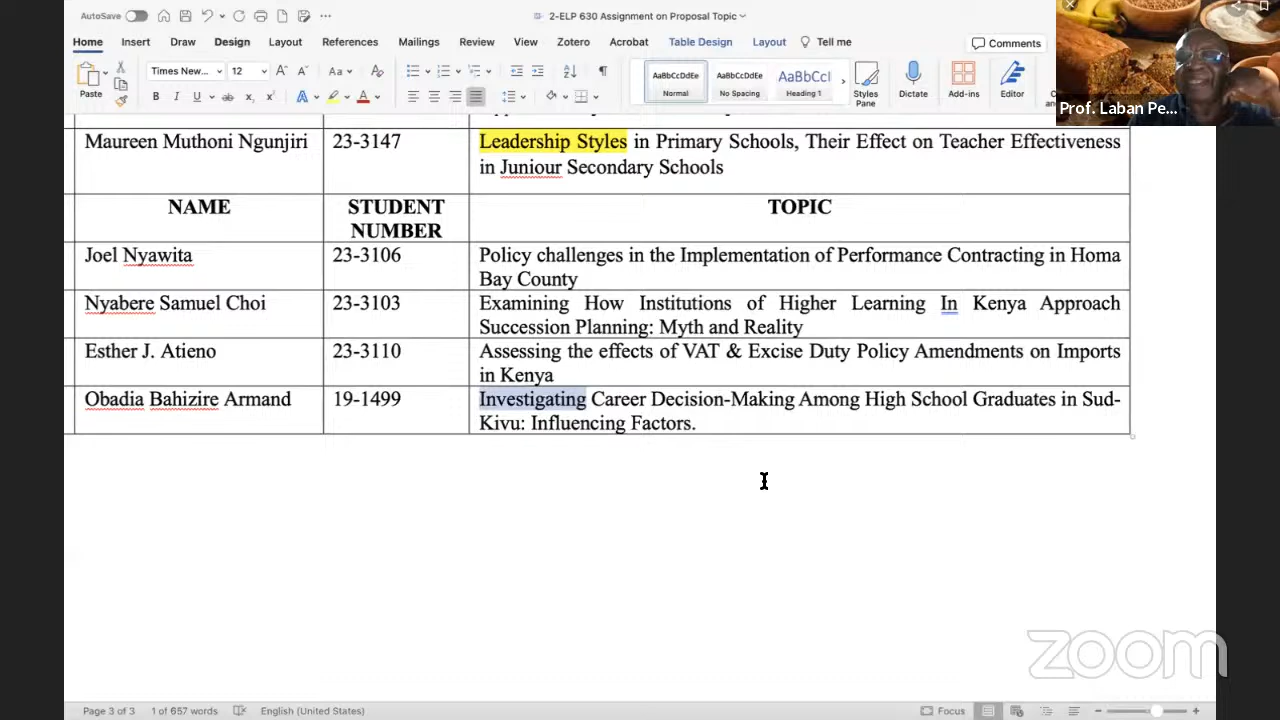 AutoSave
2-ELP 630 Assignment on Proposal Topic
Home Insert Draw Design Layout References Mailings Review View Zotero Acrobat Table Design Layout Tell me
Comments
Times New... 12
Paste
AaBbCcDdEe AaBbCcDdEe AaBbCcI
Normal No Spacing Heading 1
Styles Pane
Dictate
Add-ins
Editor
Prof. Laban Pe...
Maureen Muthoni Ngunjiri 23-3147 Leadership Styles in Primary Schools, Their Effect on Teacher Effectiveness
in Juniour Secondary Schools
NAME STUDENT TOPIC
NUMBER
Joel Nyawita 23-3106 Policy challenges in the Implementation of Performance Contracting in Homa
Bay County
Nyabere Samuel Choi 23-3103 Examining How Institutions of Higher Learning In Kenya Approach
Succession Planning: Myth and Reality
Esther J. Atieno 23-3110 Assessing the effects of VAT & Excise Duty Policy Amendments on Imports
in Kenya
Obadia Bahizire Armand 19-1499 Investigating Career Decision-Making Among High School Graduates in Sud-
Kivu: Influencing Factors.
zoom
Page 3 of 3 1 of 657 words English (United States) Focus